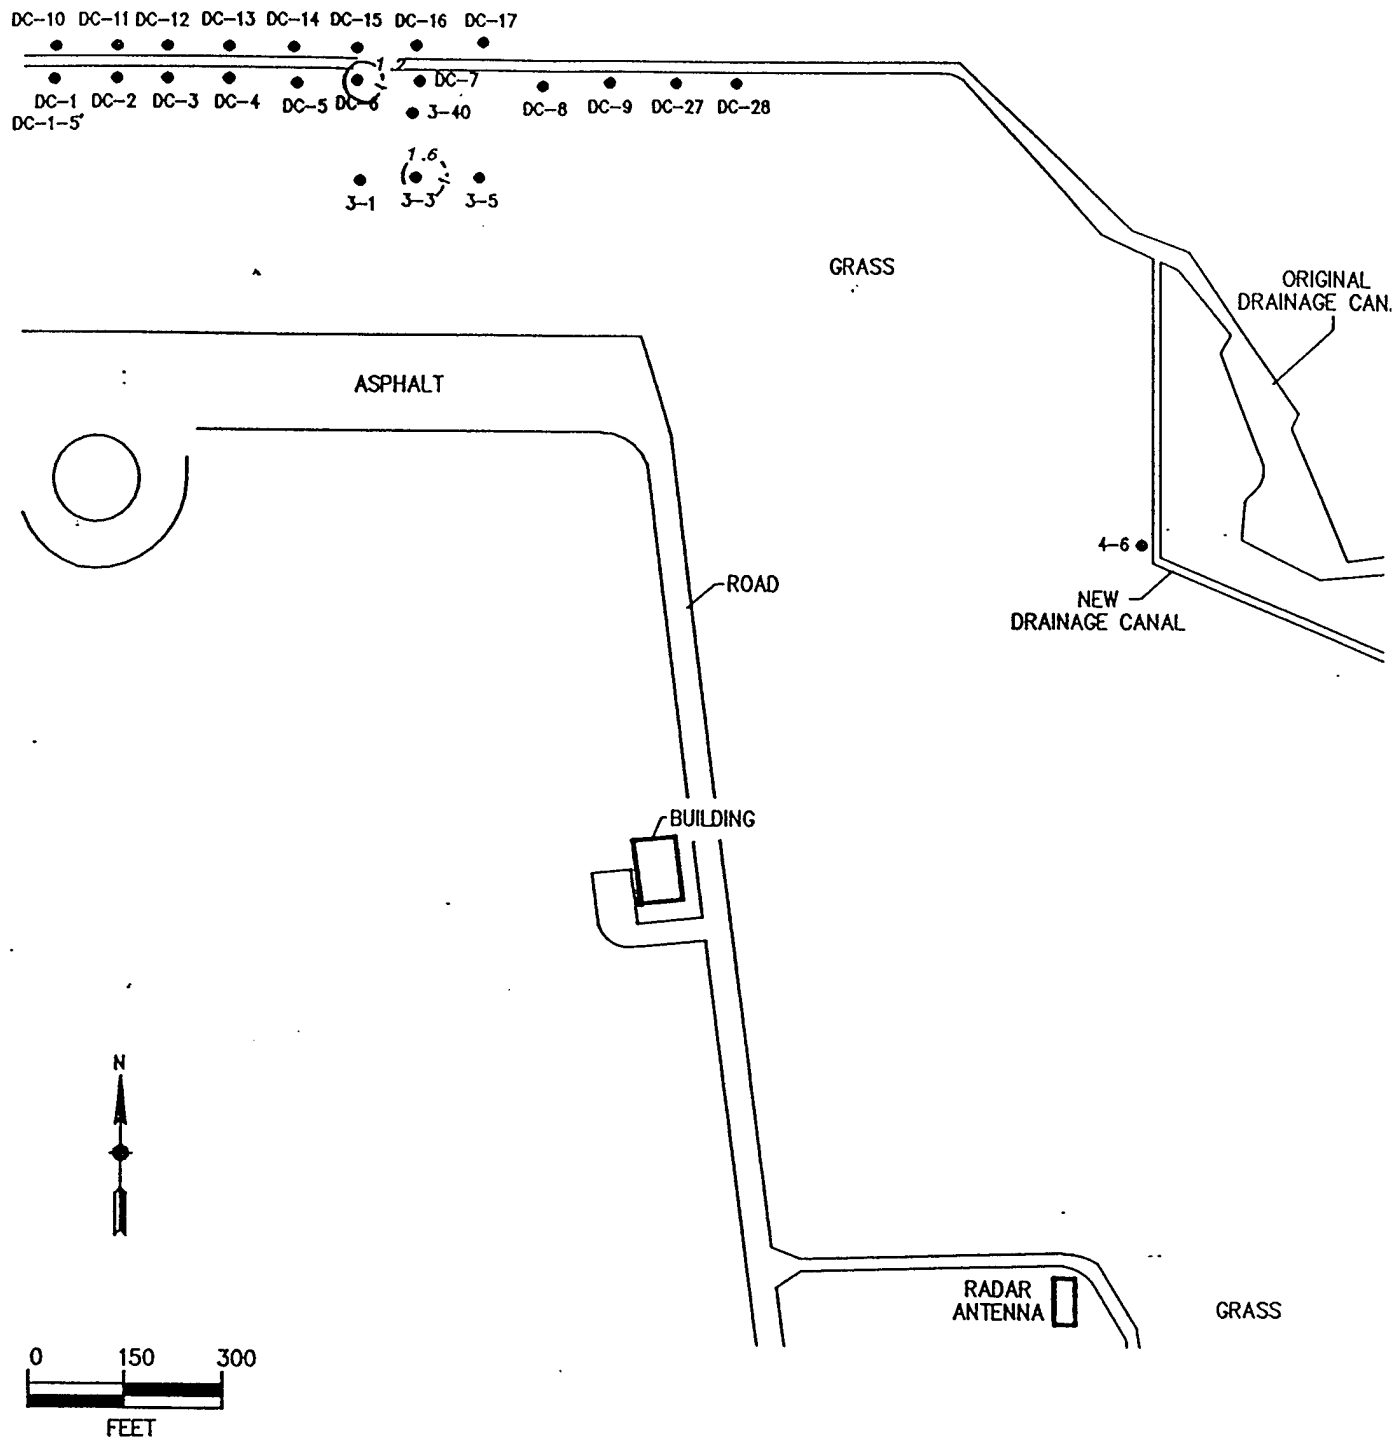 DC-10 DC-11 DC-12 DC-13 DC-14 DC-15 DC-16 DC-17
1
DC-7
DC-1 DC-2 DC-3 DC-4 DC-5 DC-6 DC-8 DC-9 DC-27 DC-28
DC-1-5'
3-40
1.6
3-1 3-3 3-5
GRASS
ORIGINAL
DRAINAGE CAN.
ASPHALT
4-6
ROAD
NEW
DRAINAGE CANAL
BUILDING
N
RADAR
ANTENNA
GRASS
0 150 300
FEET